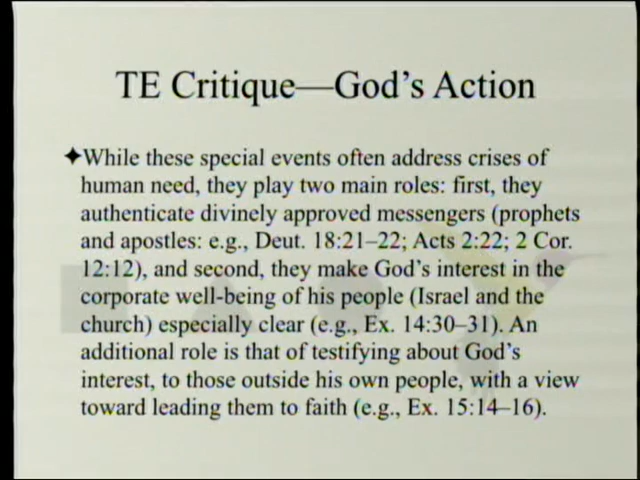 TE Critique—God's Action
✦While these special events often address crises of
human need, they play two main roles: first, they
authenticate divinely approved messengers (prophets
and apostles: e.g., Deut. 18:21–22; Acts 2:22; 2 Cor.
12:12), and second, they make God's interest in the
corporate well-being of his people (Israel and the
church) especially clear (e.g., Ex. 14:30–31). An
additional role is that of testifying about God's
interest, to those outside his own people, with a view
toward leading them to faith (e.g., Ex. 15:14–16).